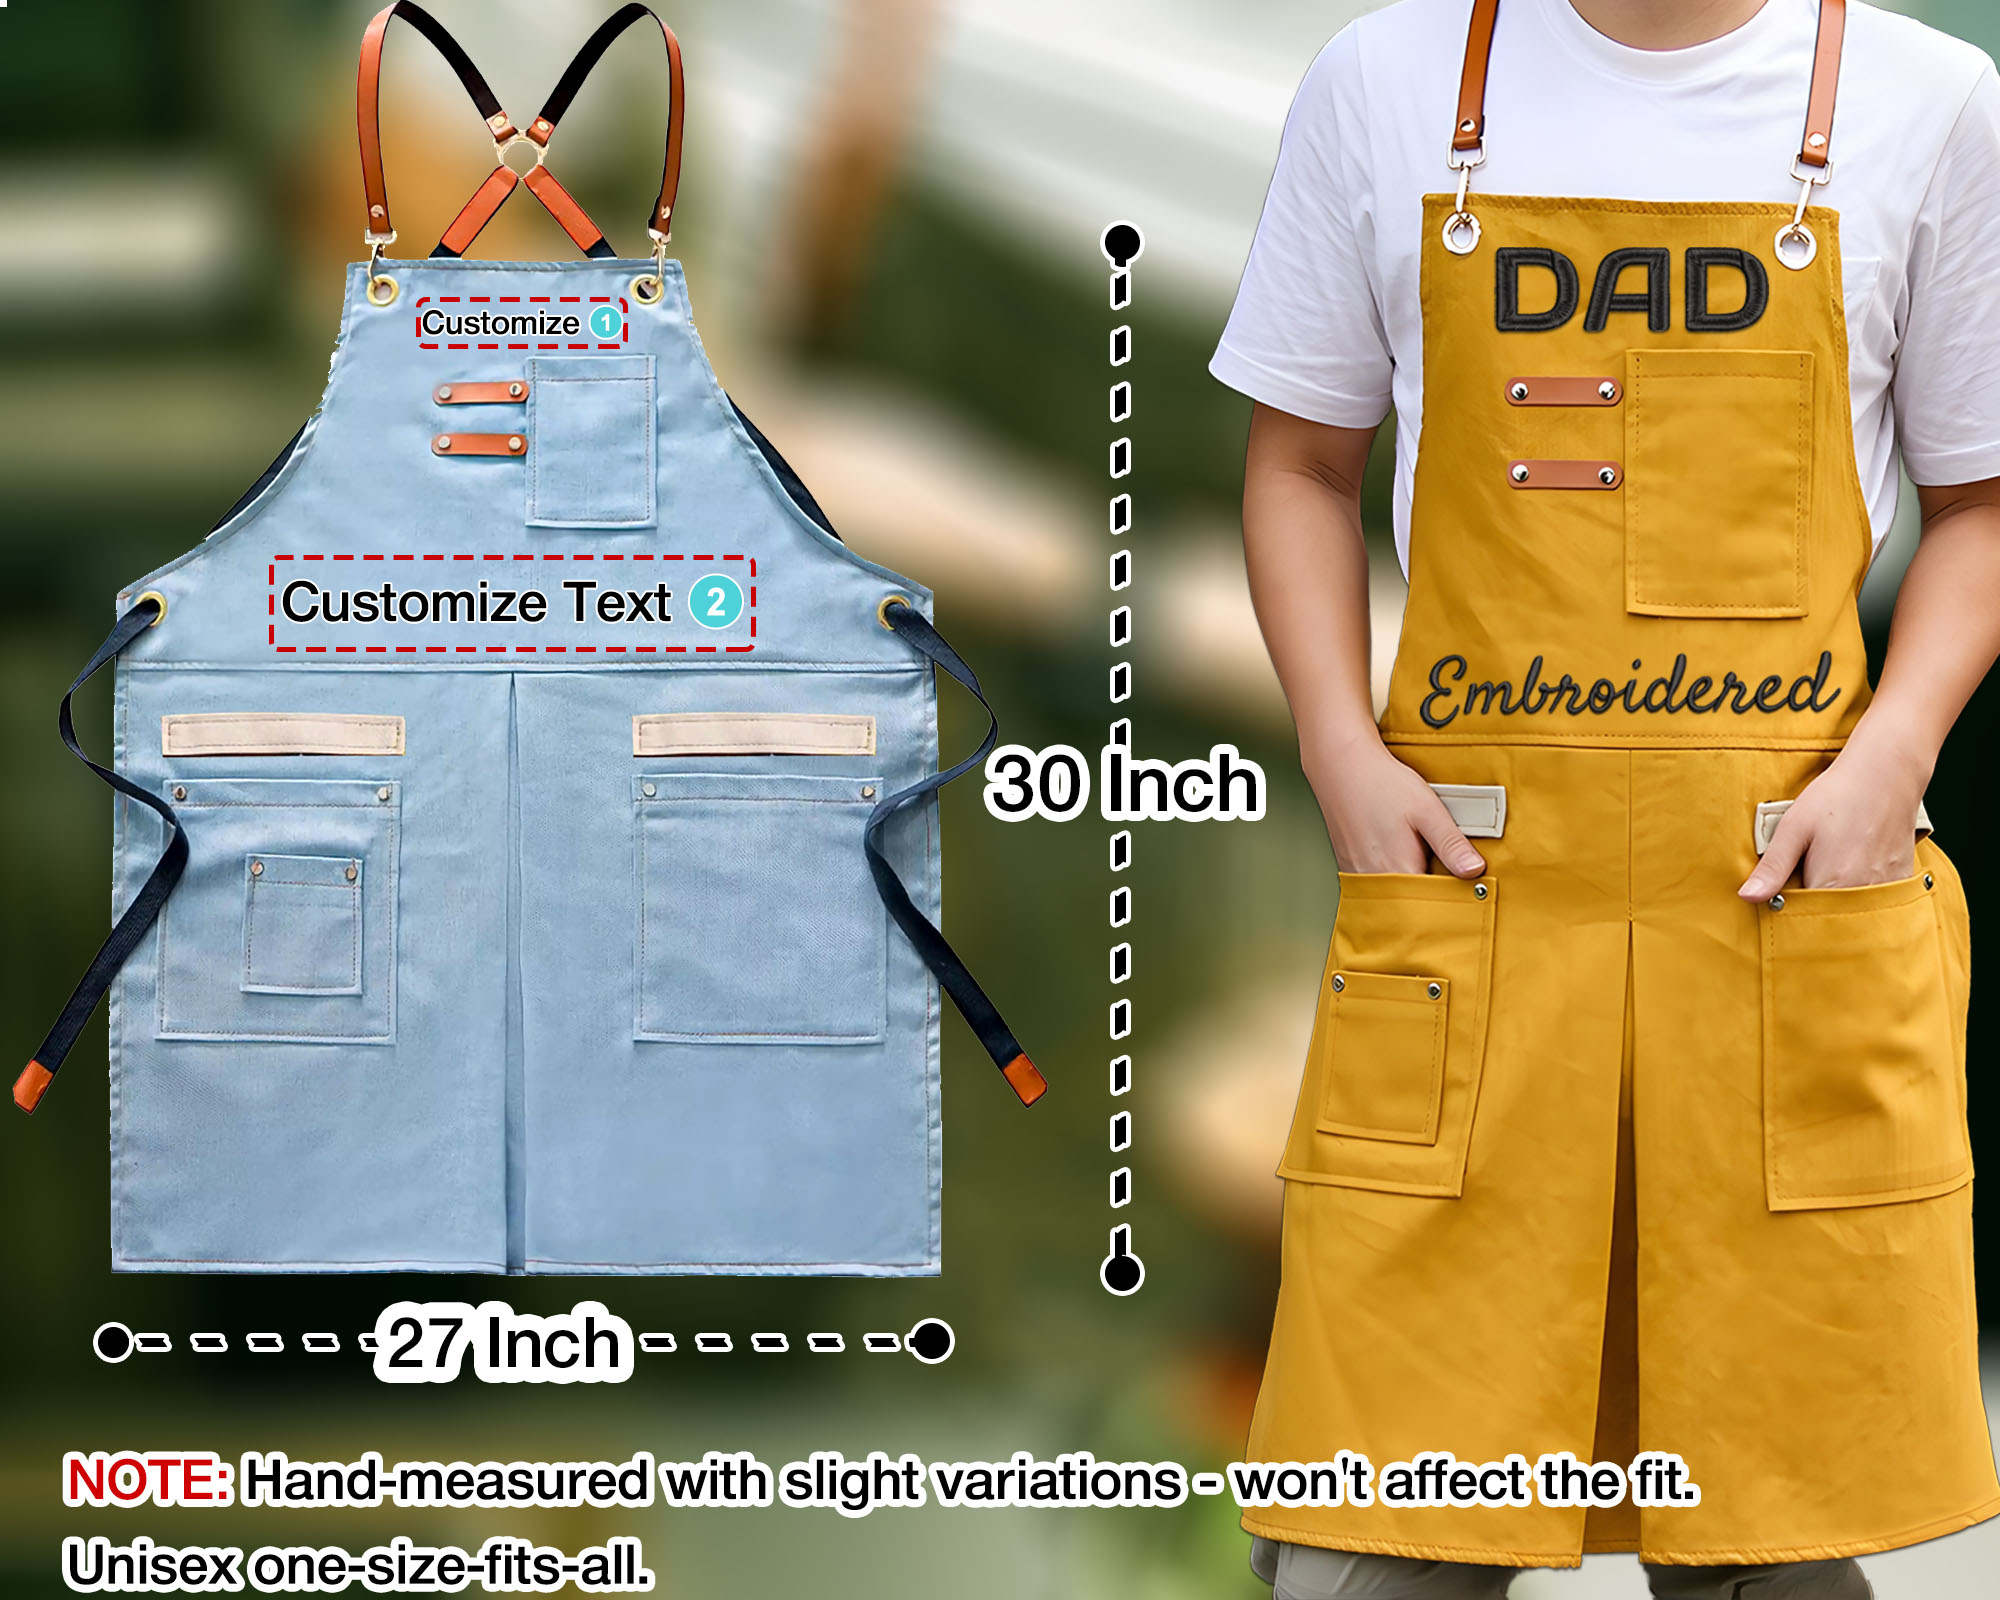 Customize 1
Customize Text 2
DAD
Embroidered
30 Inch
27 Inch
NOTE: Hand-measured with slight variations - won't affect the fit.
Unisex one-size-fits-all.